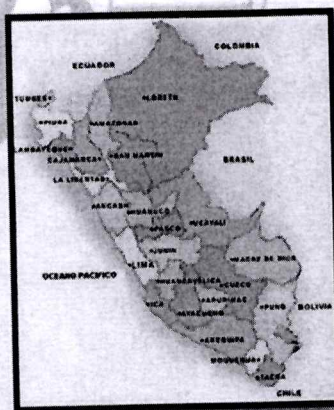 COLOMBIA
ECUADOR
TUMBES
LORETO
PIURA
AMAZONAS
LAMBAYEQUE
CAJAMARCA
SAN MARTIN
BRASIL
LA LIBERTAD
ANCASH
HUANUCO
UCAYALI
PASCO
JUNIN
OCEANO PACIFICO
LIMA
MADRE DE DIOS
HUANCAVELICA
CUSCO
ICA
APURIMAC
AYACUCHO
PUNO
BOLIVIA
AREQUIPA
MOQUEGUA
TACNA
CHILE